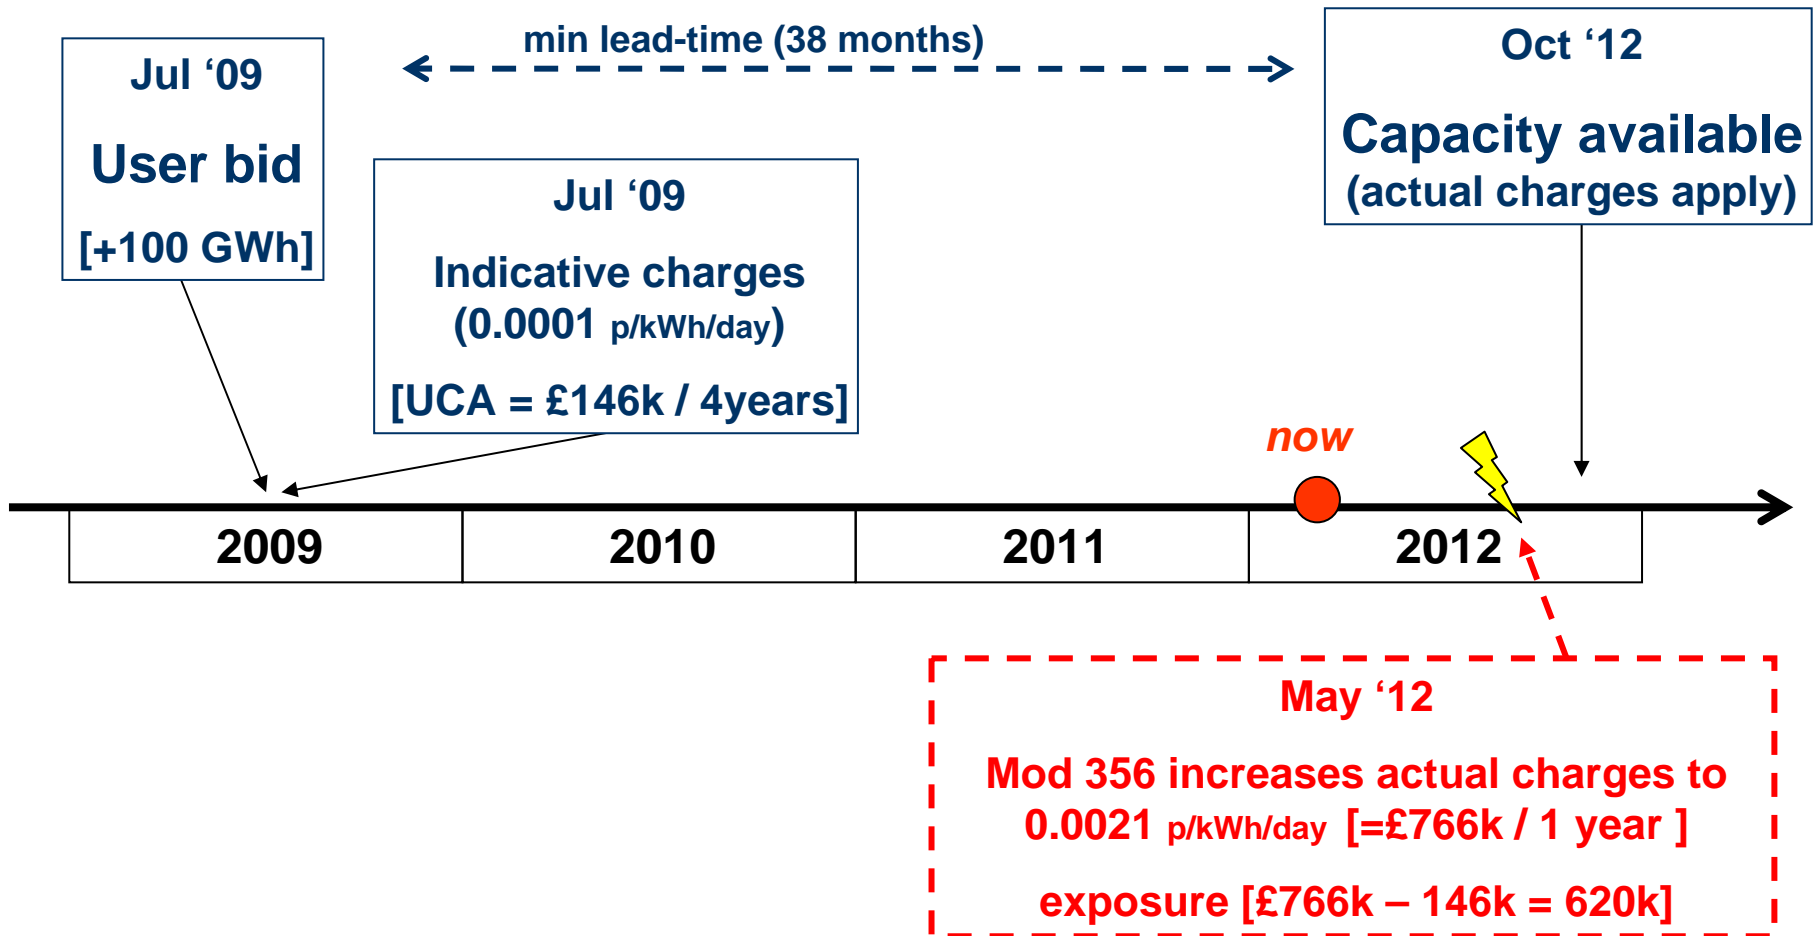 min lead-time (38 months)
Jul ‘09
User bid
[+100 GWh]
Jul ‘09
Indicative charges
(0.0001 p/kWh/day)
[UCA = £146k / 4years]
Oct ‘12
Capacity available
(actual charges apply)
now
2009
2010
2011
2012
May ‘12
Mod 356 increases actual charges to
0.0021 p/kWh/day [=£766k / 1 year ]
exposure [£766k – 146k = 620k]